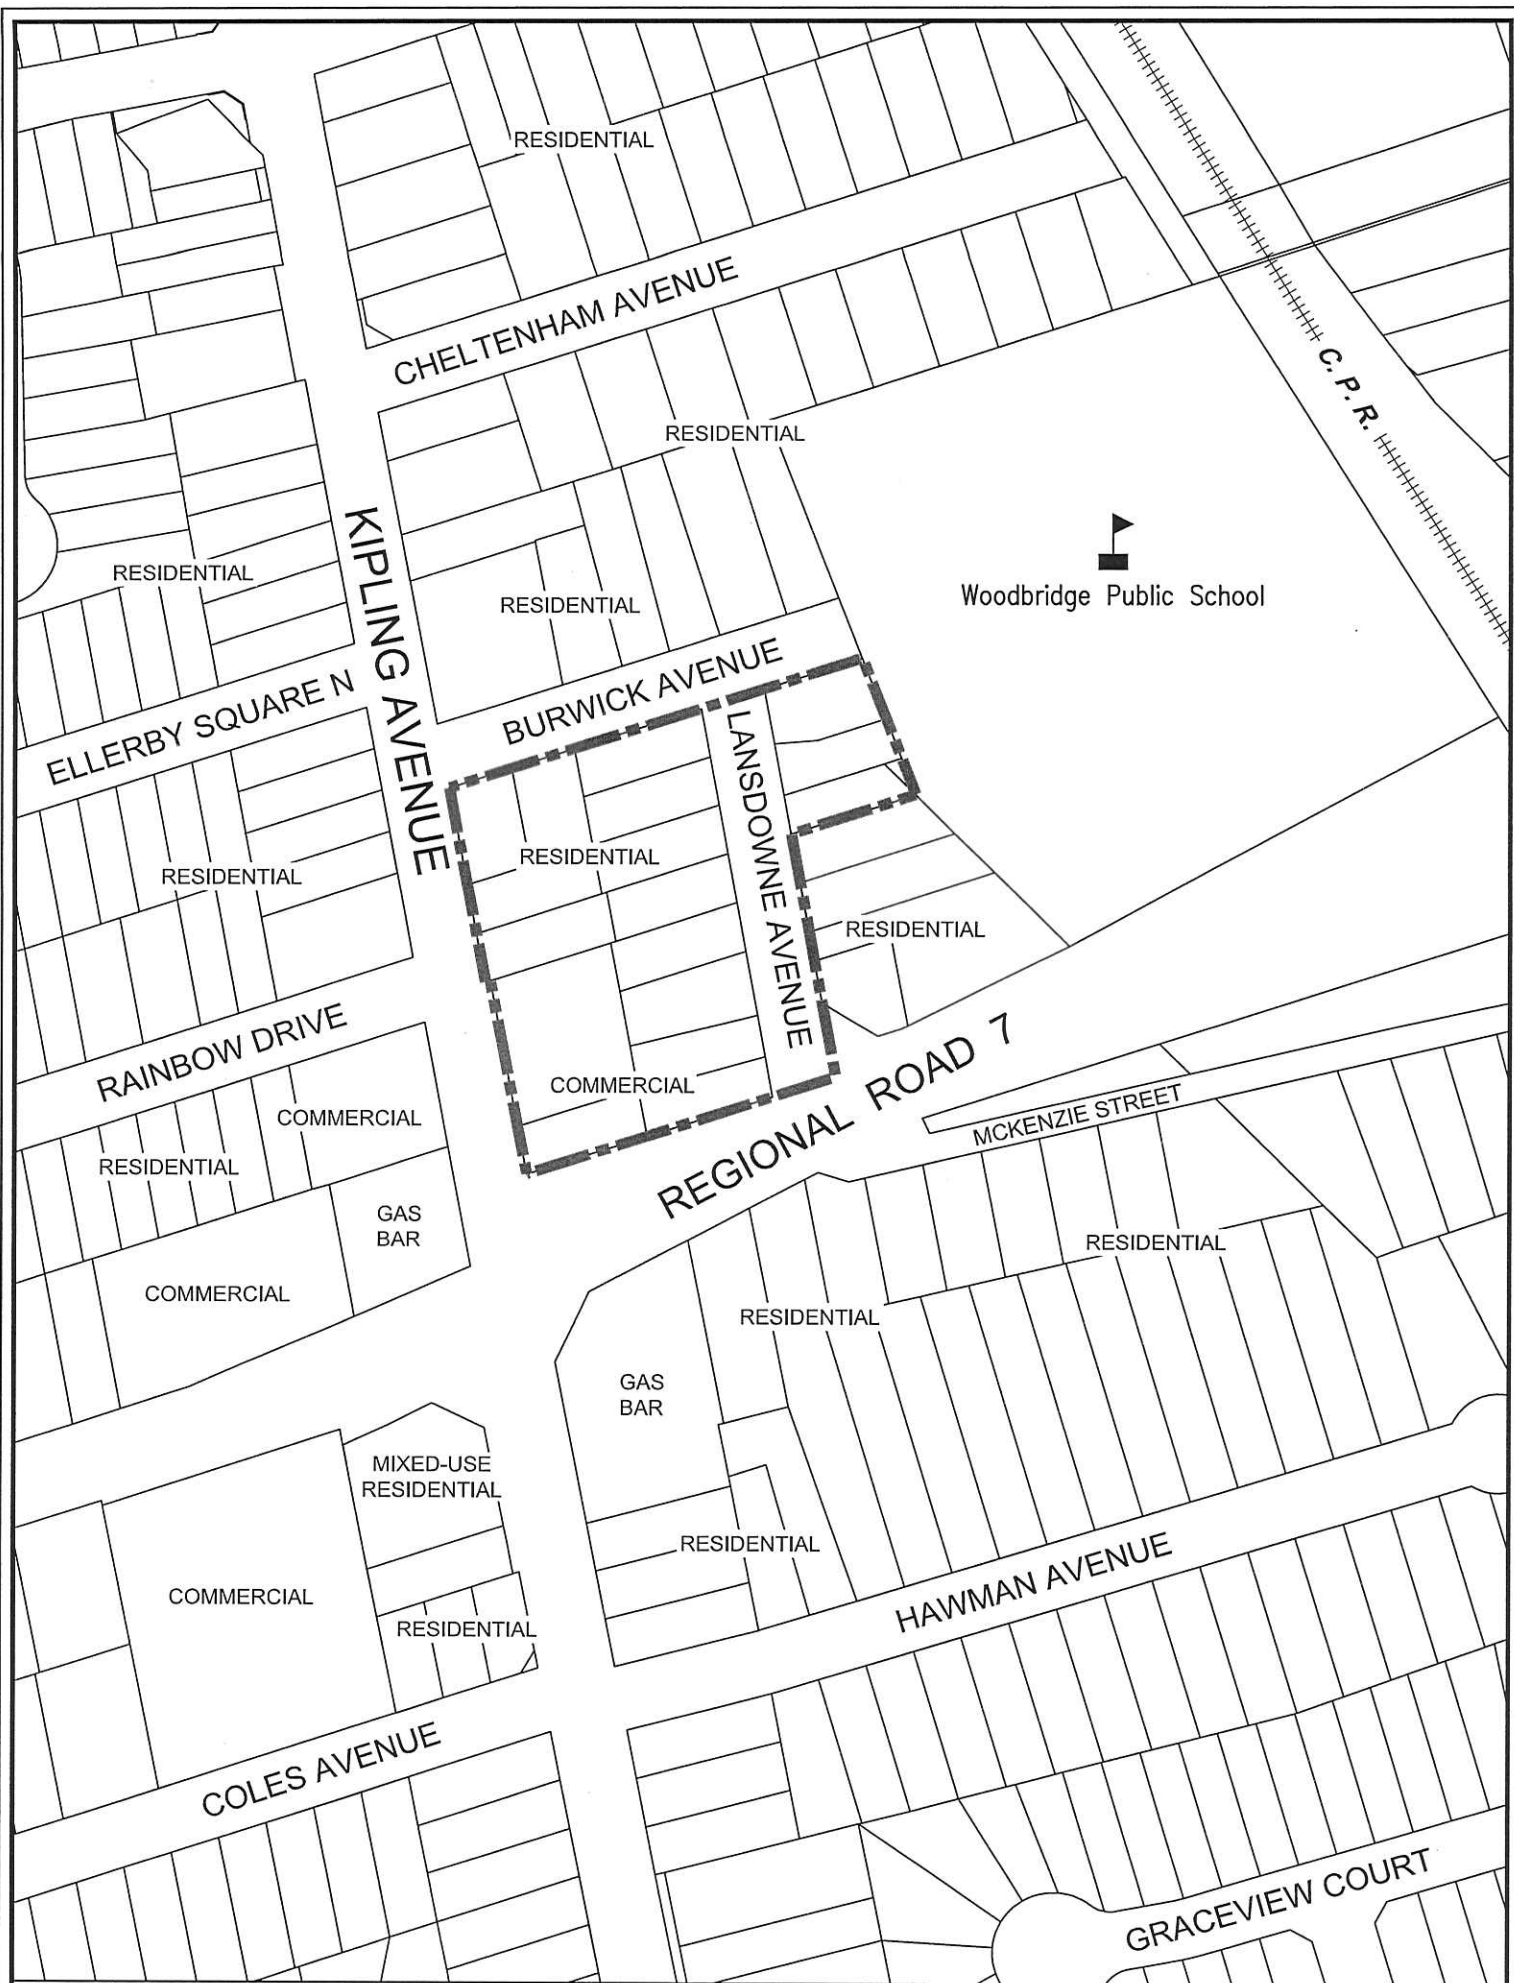 RESIDENTIAL
CHELTENHAM AVENUE
C. P. R.
RESIDENTIAL
KIPLING AVENUE
Woodbridge Public School
RESIDENTIAL
RESIDENTIAL
BURWICK AVENUE
ELLERBY SQUARE N
LANSDOWNE AVENUE
RESIDENTIAL
RESIDENTIAL
RESIDENTIAL
RAINBOW DRIVE
REGIONAL ROAD 7
COMMERCIAL
COMMERCIAL
MCKENZIE STREET
RESIDENTIAL
GAS
BAR
RESIDENTIAL
COMMERCIAL
RESIDENTIAL
GAS
BAR
MIXED-USE
RESIDENTIAL
RESIDENTIAL
HAWMAN AVENUE
COMMERCIAL
RESIDENTIAL
COLES AVENUE
GRACEVIEW COURT